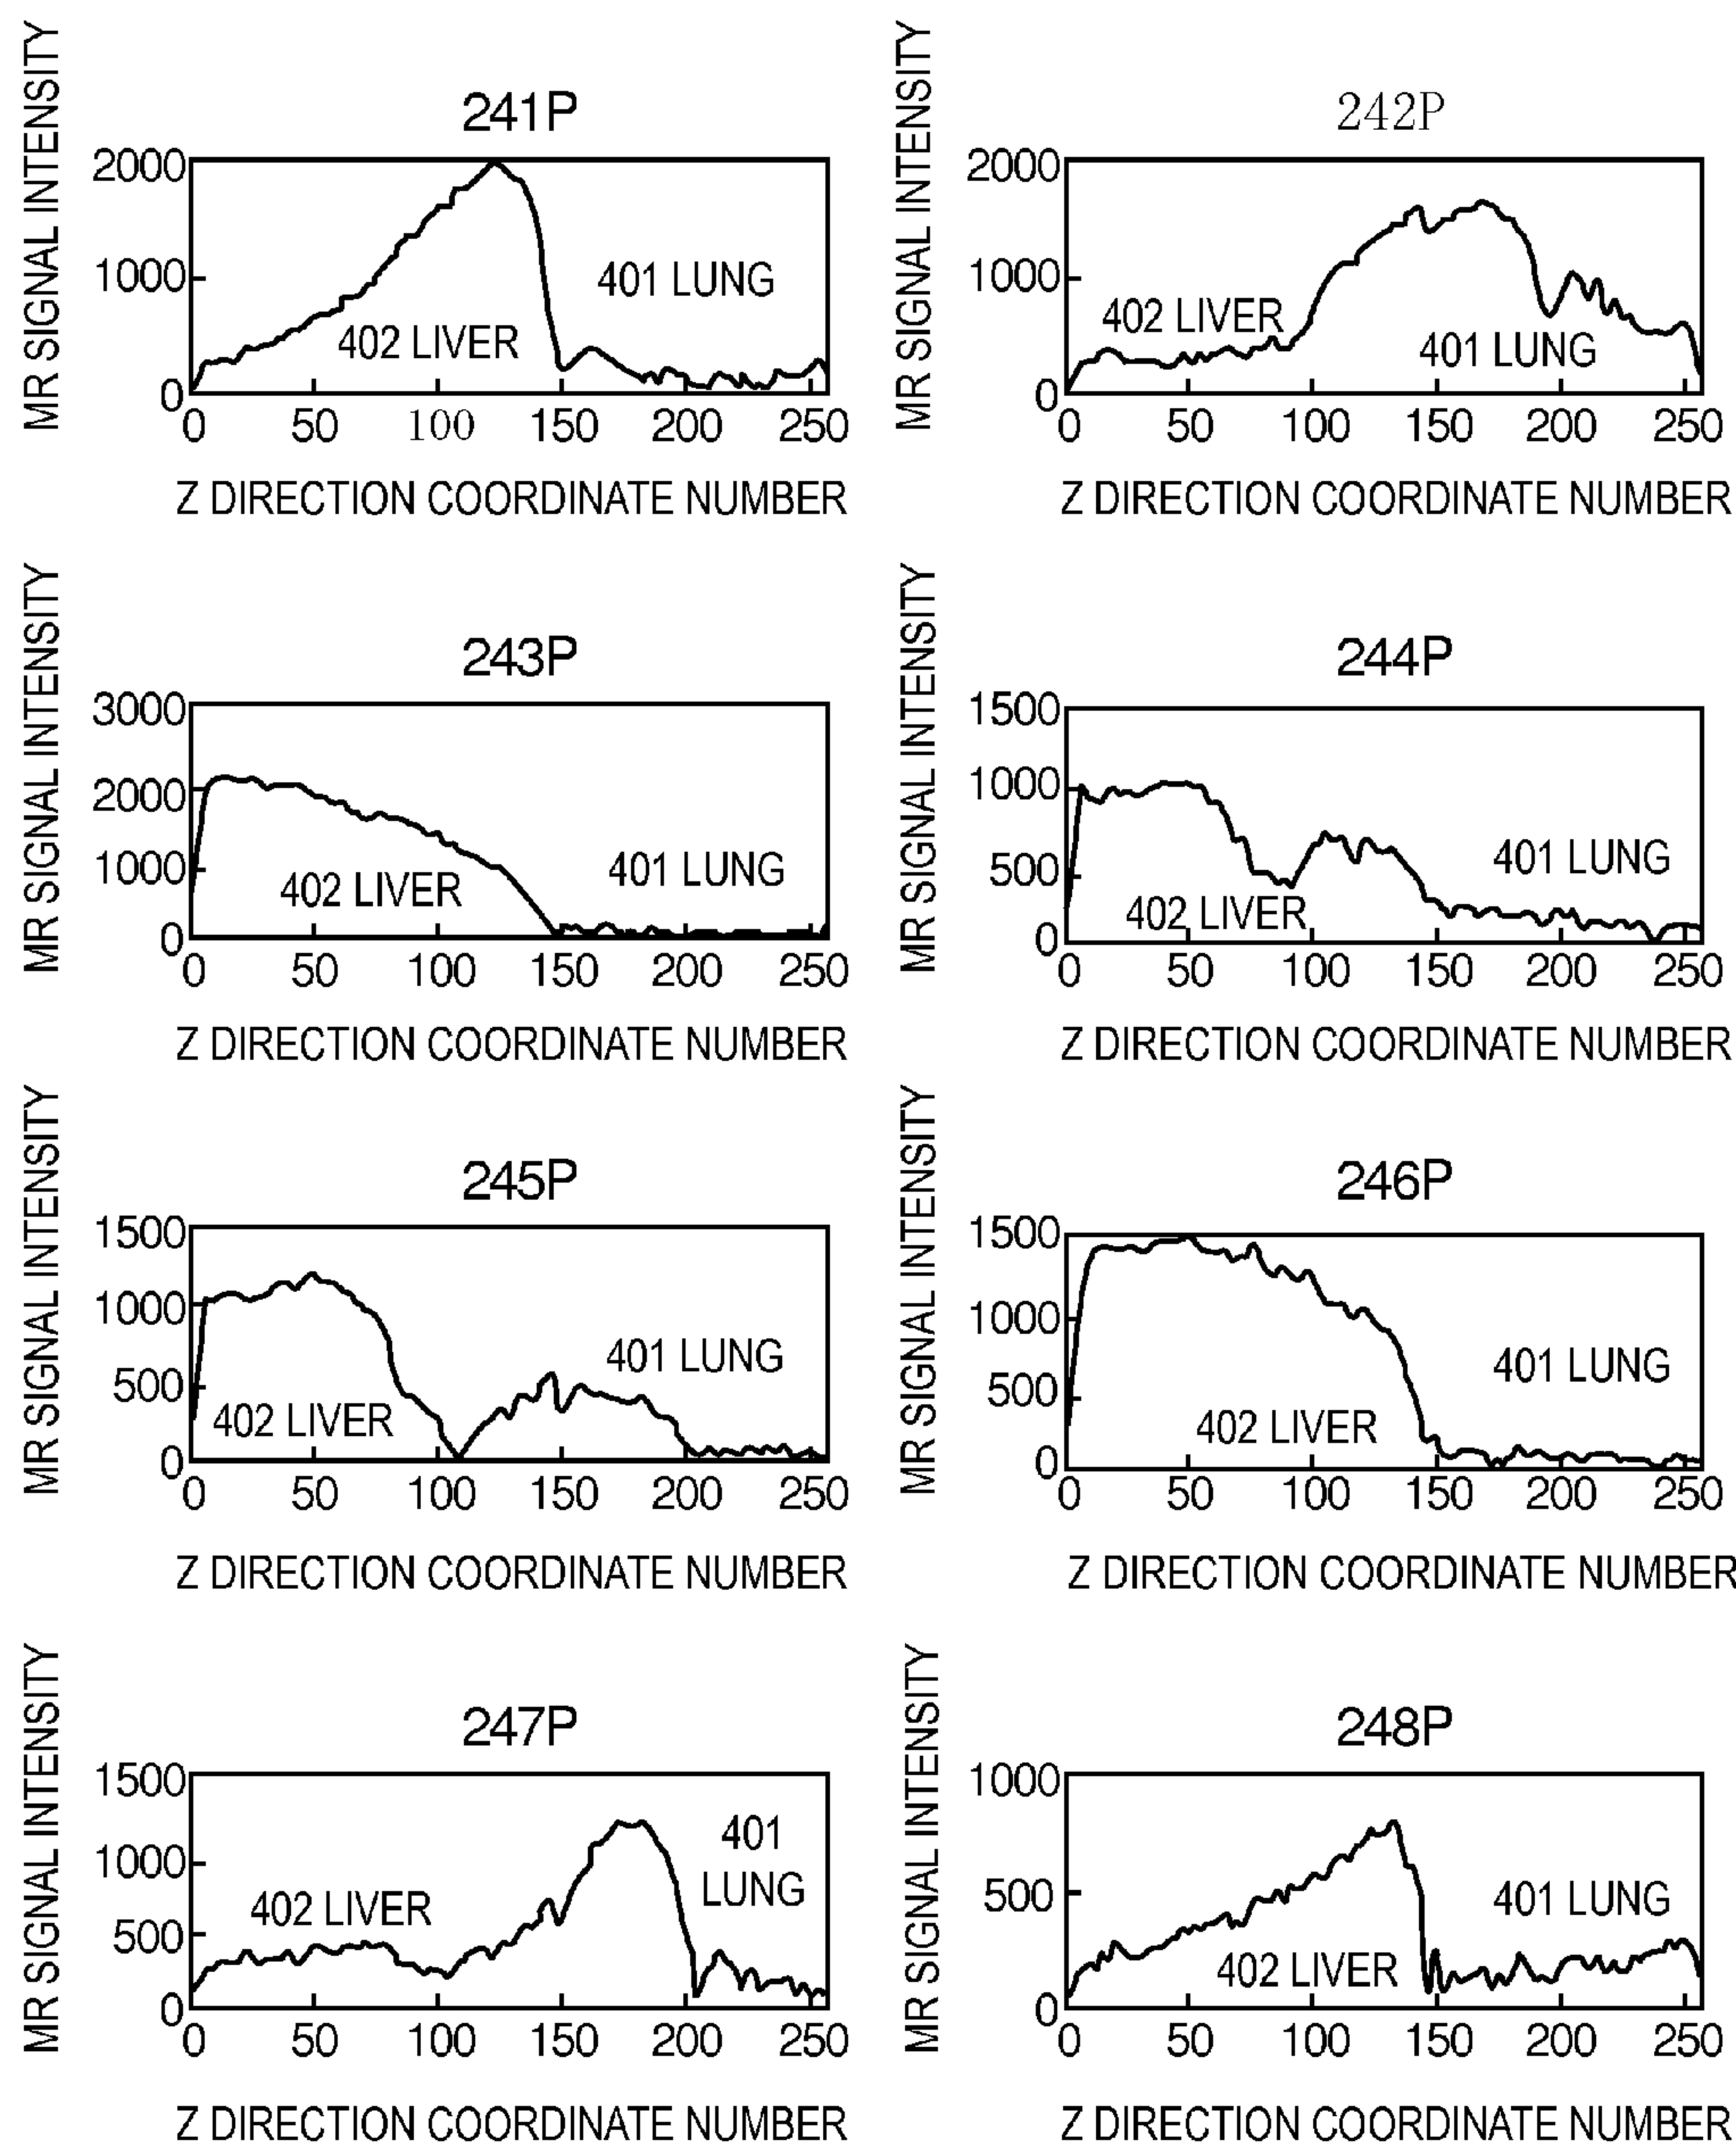 241P
MR SIGNAL INTENSITY
2000
1000
0
401 LUNG
402 LIVER
0 50 100 150 200 250
Z DIRECTION COORDINATE NUMBER
242P
MR SIGNAL INTENSITY
2000
1000
0
402 LIVER
401 LUNG
0 50 100 150 200 250
Z DIRECTION COORDINATE NUMBER
243P
MR SIGNAL INTENSITY
3000
2000
1000
0
401 LUNG
402 LIVER
0 50 100 150 200 250
Z DIRECTION COORDINATE NUMBER
244P
MR SIGNAL INTENSITY
1500
1000
500
0
401 LUNG
402 LIVER
0 50 100 150 200 250
Z DIRECTION COORDINATE NUMBER
245P
MR SIGNAL INTENSITY
1500
1000
500
0
401 LUNG
402 LIVER
0 50 100 150 200 250
Z DIRECTION COORDINATE NUMBER
246P
MR SIGNAL INTENSITY
1500
1000
500
0
401 LUNG
402 LIVER
0 50 100 150 200 250
Z DIRECTION COORDINATE NUMBER
247P
MR SIGNAL INTENSITY
1500
1000
500
0
401
LUNG
402 LIVER
0 50 100 150 200 250
Z DIRECTION COORDINATE NUMBER
248P
MR SIGNAL INTENSITY
1000
500
0
401 LUNG
402 LIVER
0 50 100 150 200 250
Z DIRECTION COORDINATE NUMBER